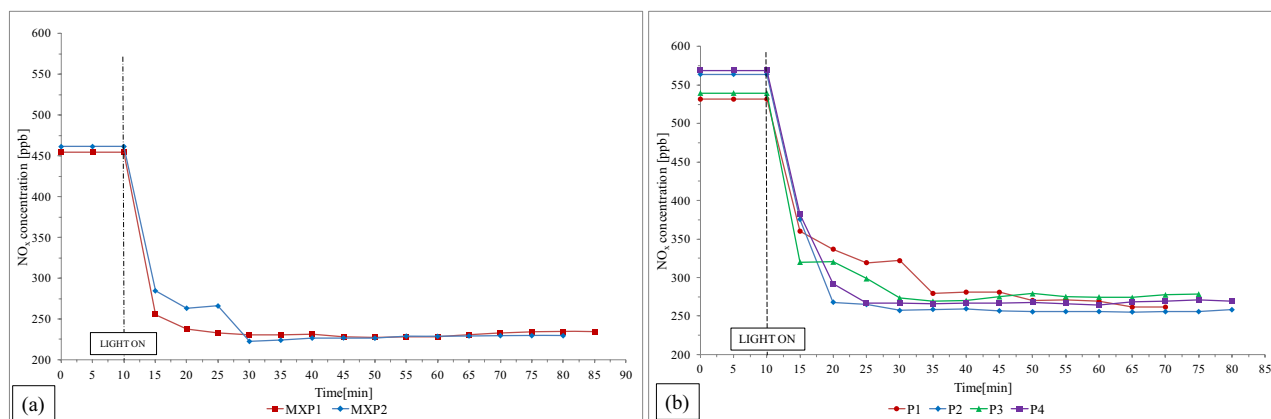 600
550
500
450
400
350
300
250
200
NOx concentration [ppb]
LIGHT ON
0 5 10 15 20 25 30 35 40 45 50 55 60 65 70 75 80 85 90
Time[min]
(a)
MXP1 MXP2
600
550
500
450
400
350
300
250
200
NOx concentration [ppb]
LIGHT ON
0 5 10 15 20 25 30 35 40 45 50 55 60 65 70 75 80 85
Time[min]
(b)
P1 P2 P3 P4